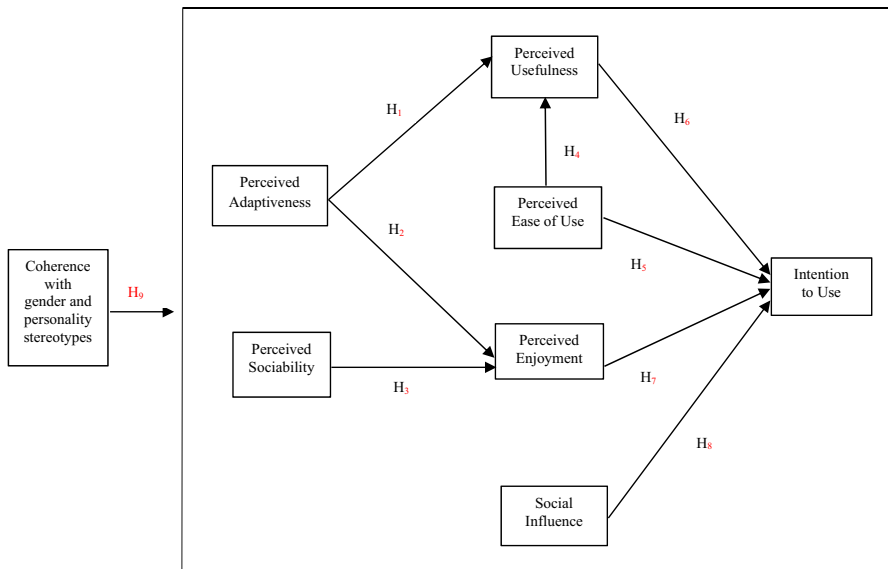 Perceived
Usefulness
H₁
H₆
H₄
Perceived
Adaptiveness
Perceived
Ease of Use
H₂
Coherence
with
gender and
personality
stereotypes
H₉
H₅
Intention
to Use
Perceived
Sociability
Perceived
Enjoyment
H₃
H₇
H₈
Social
Influence